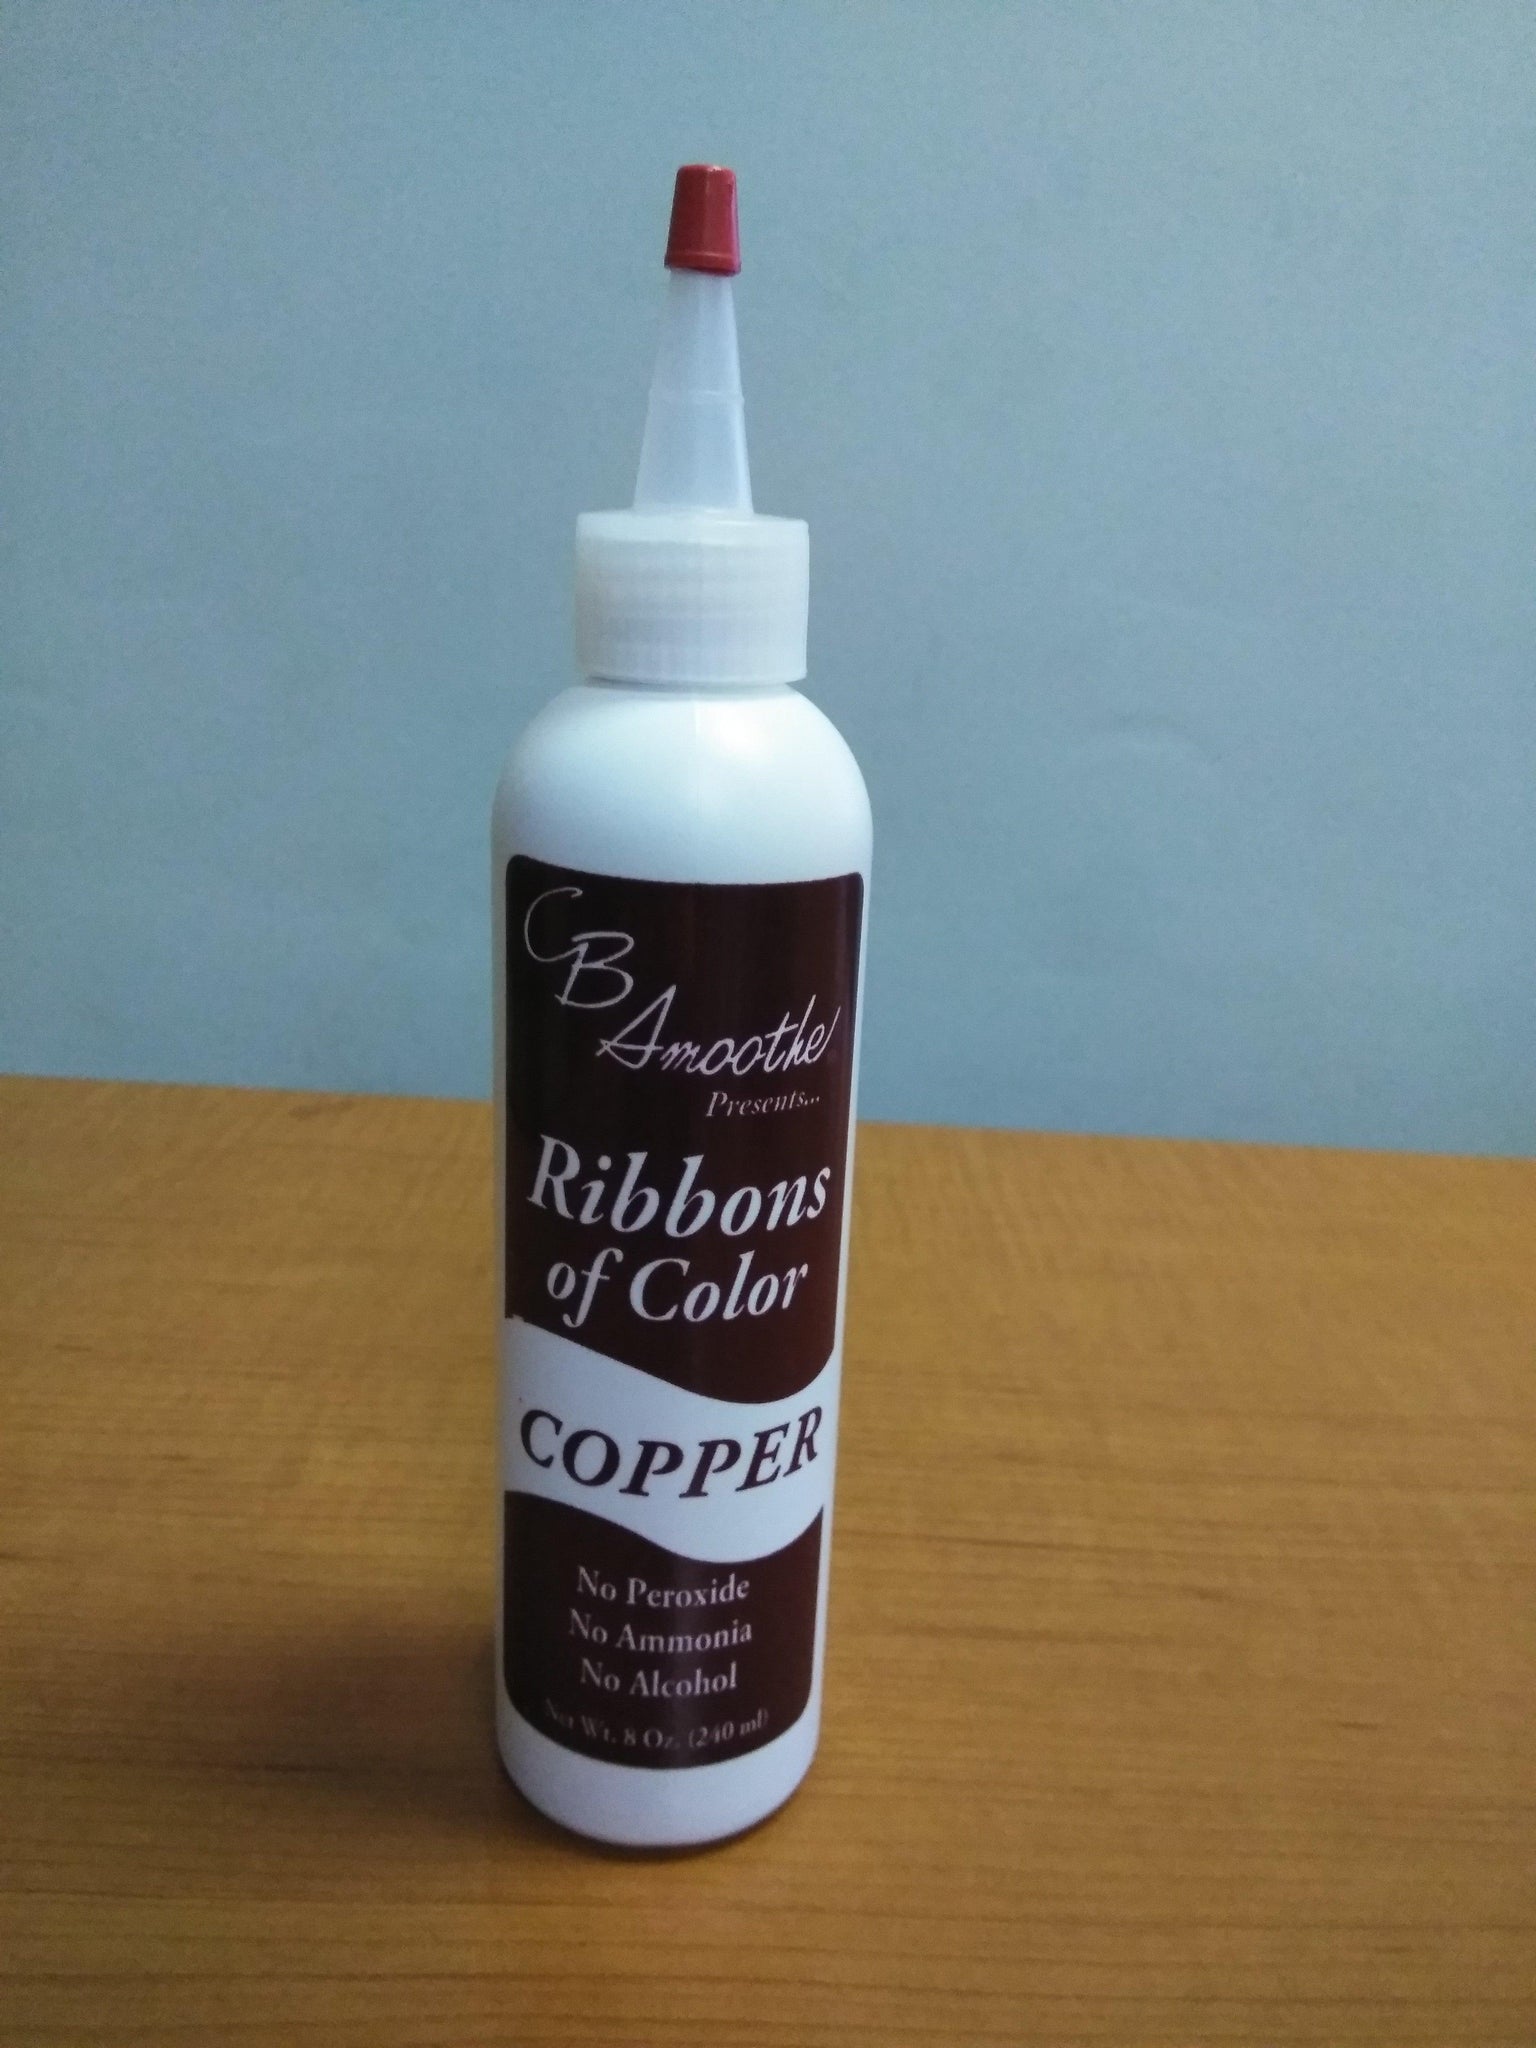 CB Smoothe
Presents...
Ribbons
of Color
COPPER
No Peroxide
No Ammonia
No Alcohol
Net Wt. 8 Oz. (240 ml)